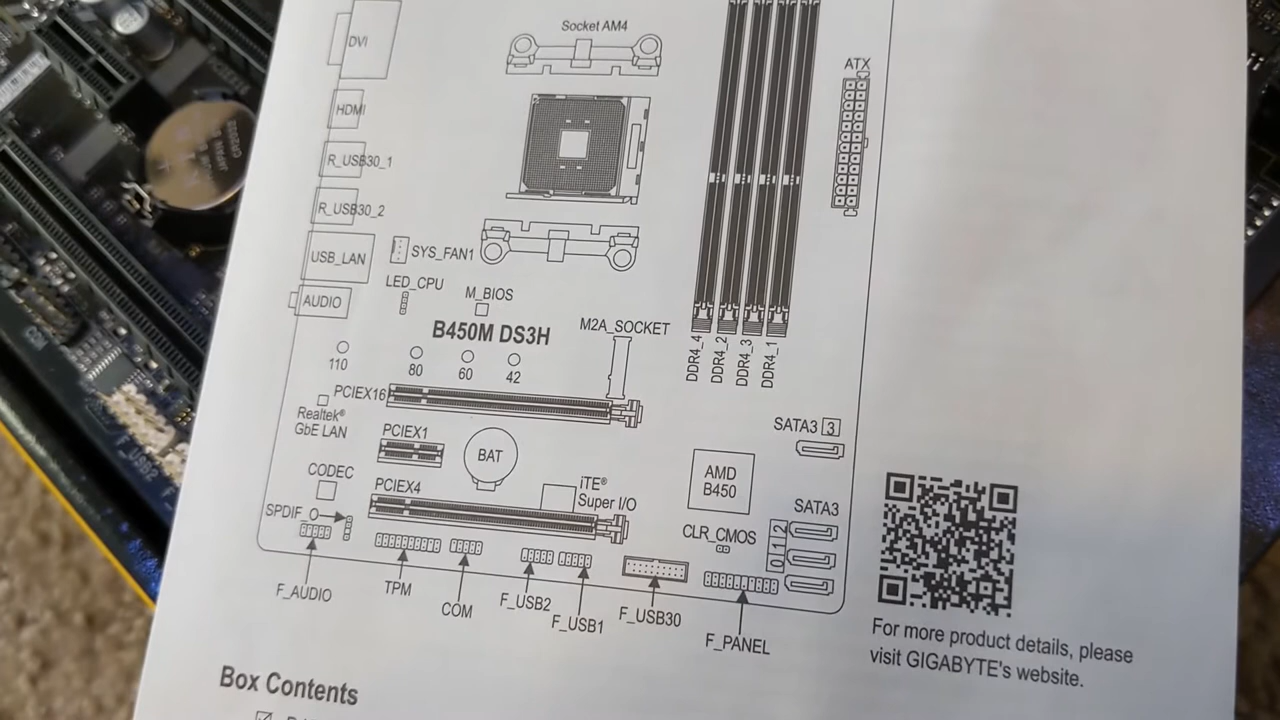 Socket AM4
DVI
ATX
HDMI
R_USB30_1
R_USB30_2
USB_LAN
SYS_FAN1
AUDIO
LED_CPU
M_BIOS
B450M DS3H
M2A_SOCKET
DDR4_4
DDR4_2
DDR4_3
DDR4_1
110
80
60
42
PCIEX16
Realtek®
GbE LAN
PCIEX1
BAT
SATA3 3
AMD
B450
CODEC
PCIEX4
iTE®
Super I/O
SATA3
2
1
0
SPDIF_O
CLR_CMOS
F_AUDIO
TPM
COM
F_USB2
F_USB1
F_USB30
F_PANEL
For more product details, please
visit GIGABYTE's website.
Box Contents